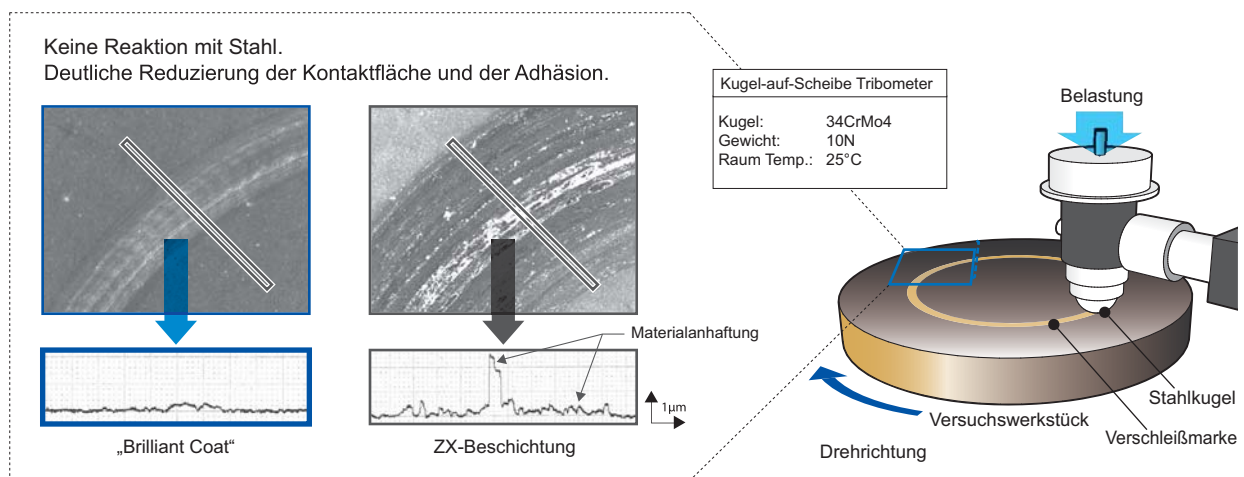 Keine Reaktion mit Stahl.
Deutliche Reduzierung der Kontaktfläche und der Adhäsion.
Kugel-auf-Scheibe Tribometer
Kugel: 34CrMo4
Gewicht: 10N
Raum Temp.: 25°C
Belastung
Materialanhaftung
1µm
„Brilliant Coat“
ZX-Beschichtung
Stahlkugel
Versuchswerkstück
Verschleißmarke
Drehrichtung